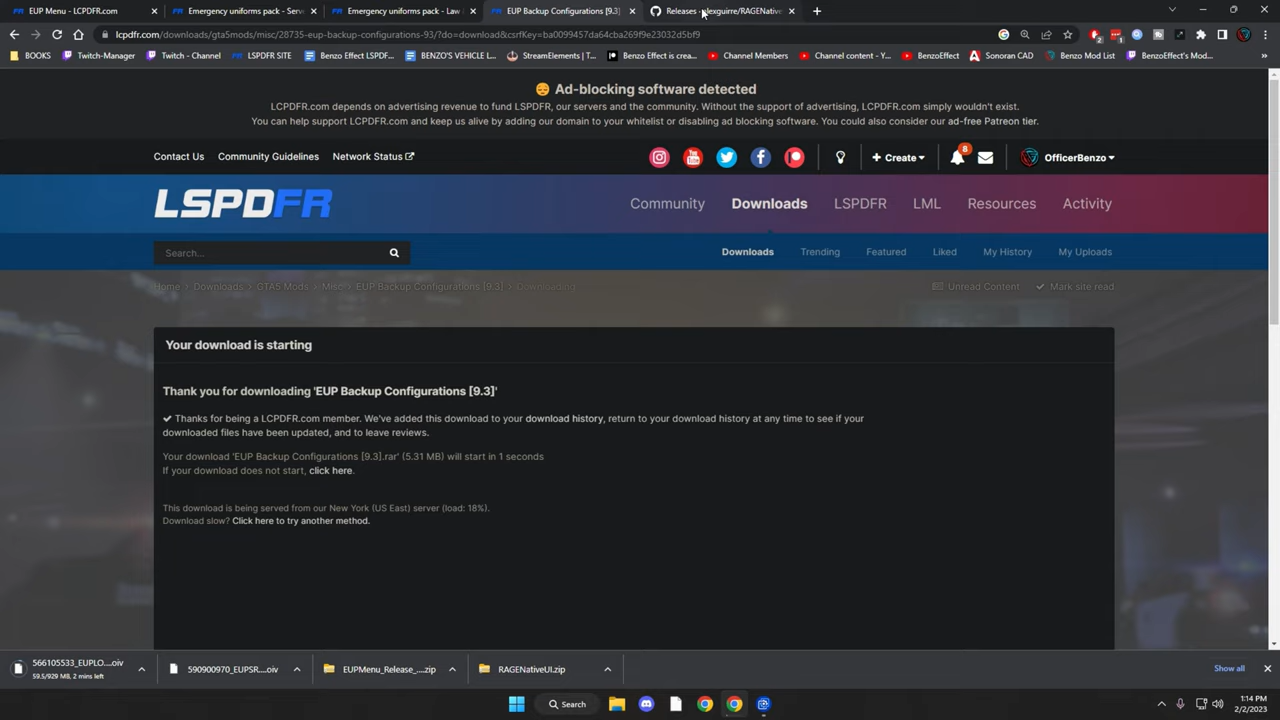 EUP Menu - LCPDFR.com
Emergency uniforms pack - Serv
Emergency uniforms pack - Law
EUP Backup Configurations [9.3]
Releases · alexguirre/RAGENative
lcpdfr.com/downloads/gta5mods/misc/28735-eup-backup-configurations-93/?do=download&csrfKey=ba0099457da64cba269f9e23032d5bf9
BOOKS
Twitch-Manager
Twitch - Channel
LSPDFR SITE
Benzo Effect LSPD...
BENZO'S VEHICLE L...
StreamElements | T...
Benzo Effect is crea...
Channel Members
Channel content - Y...
BenzoEffect
Sonoran CAD
Benzo Mod List
BenzoEffect's Mod...
Ad-blocking software detected
LCPDFR.com depends on advertising revenue to fund LSPDFR, our servers and the community. Without the support of advertising, LCPDFR.com simply wouldn't exist.
You can help support LCPDFR.com and keep us alive by adding our domain to your whitelist or disabling ad blocking software. You could also consider our ad-free Patreon tier.
Contact Us
Community Guidelines
Network Status
Create
8
OfficerBenzo
LSPDFR
Community
Downloads
LSPDFR
LML
Resources
Activity
Search...
Downloads
Trending
Featured
Liked
My History
My Uploads
Home > Downloads > GTA5 Mods > Misc > EUP Backup Configurations [9.3] > Downloading
Unread Content
Mark site read
Your download is starting
Thank you for downloading 'EUP Backup Configurations [9.3]'
Thanks for being a LCPDFR.com member. We've added this download to your download history, return to your download history at any time to see if your
downloaded files have been updated, and to leave reviews.
Your download 'EUP Backup Configurations [9.3].rar' (5.31 MB) will start in 1 seconds
If your download does not start, click here.
This download is being served from our New York (US East) server (load: 18%).
Download slow? Click here to try another method.
566105533_EUPLO....oiv
59.5/929 MB, 2 mins left
590900970_EUPSR....oiv
EUPMenu_Release_....zip
RAGENativeUI.zip
Show all
Search
1:14 PM
2/2/2023